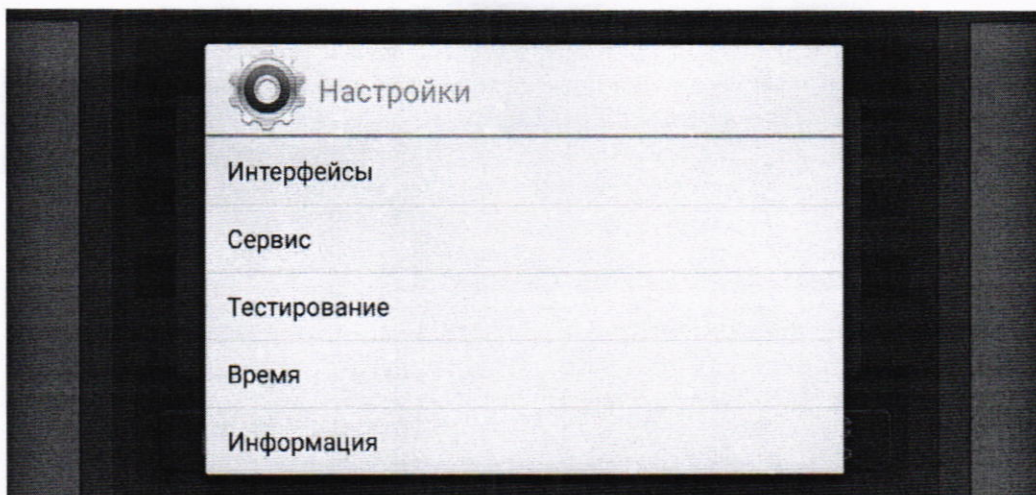 Настройки
Интерфейсы
Сервис
Тестирование
Время
Информация